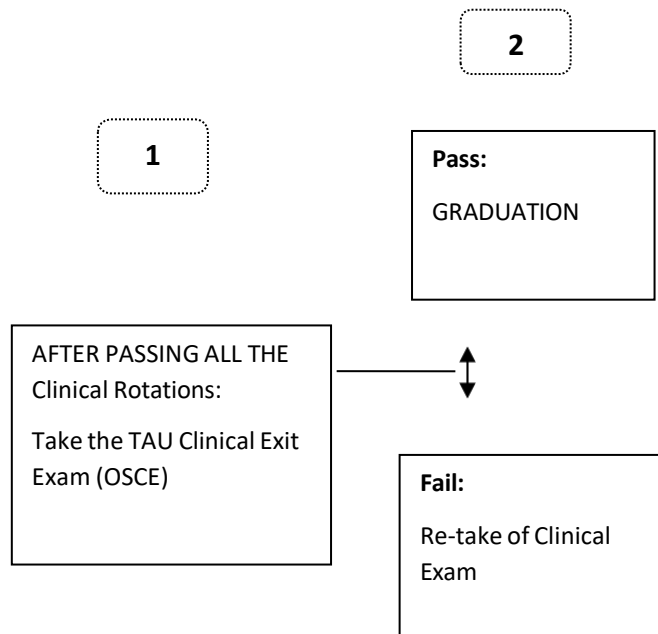 2
1
Pass:
GRADUATION
AFTER PASSING ALL THE
Clinical Rotations:
Take the TAU Clinical Exit
Exam (OSCE)
Fail:
Re-take of Clinical
Exam